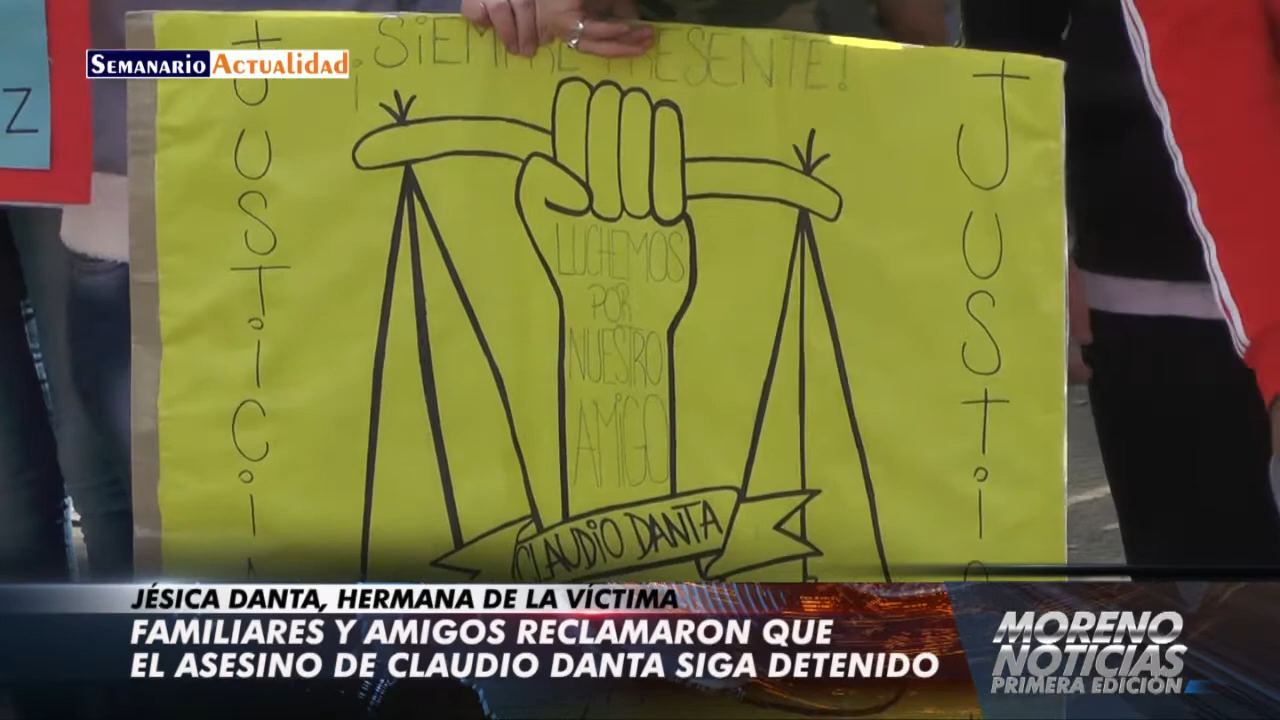 SEMANARIO ACTUALIDAD
Z
¡SiEMPRE PRESENTE!
JUSTiCiA
JUSTiCi
LUCHEMOS
POR
NUESTRO
AMiGO
CLAUDiO DANTA
JÉSICA DANTA, HERMANA DE LA VÍCTIMA
FAMILIARES Y AMIGOS RECLAMARON QUE
EL ASESINO DE CLAUDIO DANTA SIGA DETENIDO
MORENO
NOTICIAS
PRIMERA EDICIÓN